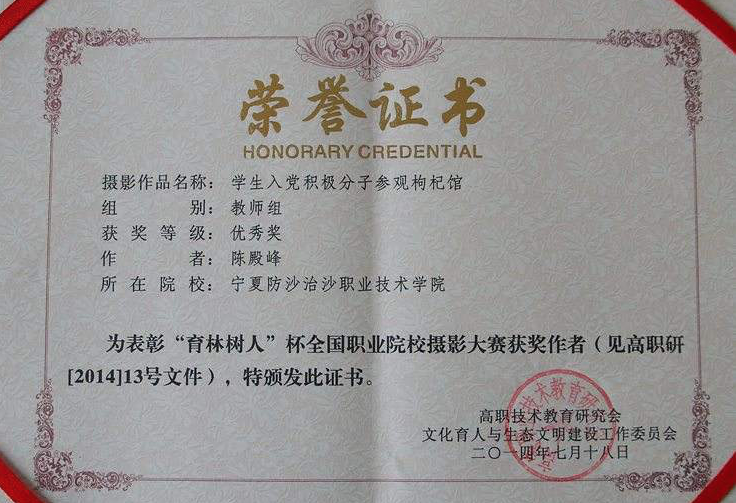 荣誉证书
HONORARY CREDENTIAL
摄影作品名称：学生入党积极分子参观枸杞馆
组别：教师组
获奖等级：优秀奖
作者：陈殿峰
所在院校：宁夏防沙治沙职业技术学院
为表彰“育林树人”杯全国职业院校摄影大赛获奖作者（见高职研
[2014]13号文件），特颁发此证书。
高职技术教育研究会
文化育人与生态文明建设工作委员会
二〇一四年七月十八日
技术教育研